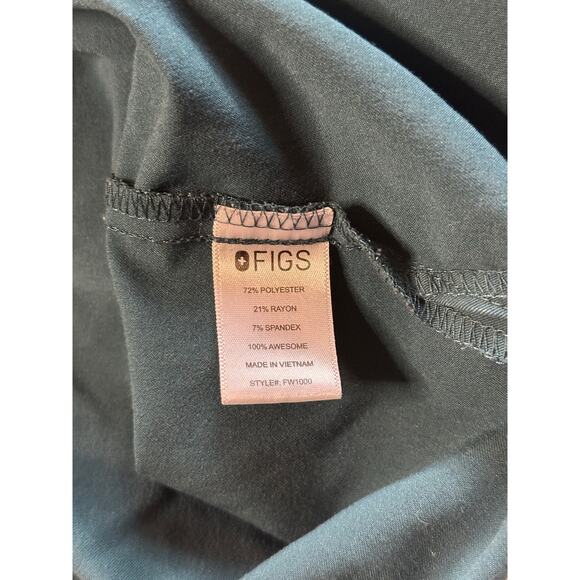 FIGS
72% POLYESTER
21% RAYON
7% SPANDEX
100% AWESOME
MADE IN VIETNAM
STYLE#: FW1000